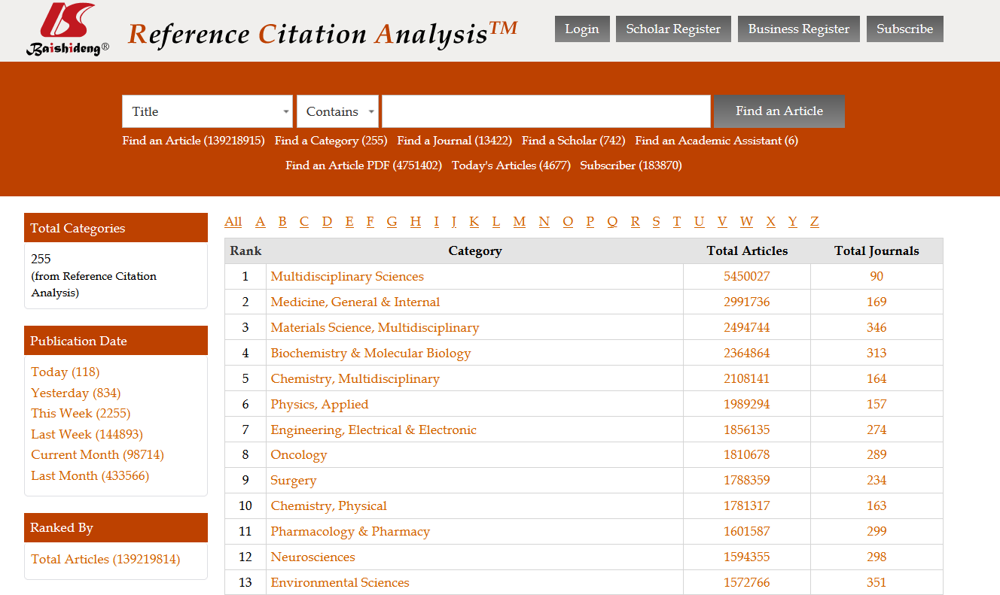 Baishideng®
Reference Citation Analysis™
Login Scholar Register Business Register Subscribe
Title Contains Find an Article
Find an Article (139218915) Find a Category (255) Find a Journal (13422) Find a Scholar (742) Find an Academic Assistant (6)
Find an Article PDF (4751402) Today's Articles (4677) Subscriber (183870)
Total Categories
255
(from Reference Citation
Analysis)
Publication Date
Today (118)
Yesterday (834)
This Week (2255)
Last Week (144893)
Current Month (98714)
Last Month (433566)
Ranked By
Total Articles (139219814)
All A B C D E F G H I J K L M N O P Q R S T U V W X Y Z
Rank Category Total Articles Total Journals
1 Multidisciplinary Sciences 5450027 90
2 Medicine, General & Internal 2991736 169
3 Materials Science, Multidisciplinary 2494744 346
4 Biochemistry & Molecular Biology 2364864 313
5 Chemistry, Multidisciplinary 2108141 164
6 Physics, Applied 1989294 157
7 Engineering, Electrical & Electronic 1856135 274
8 Oncology 1810678 289
9 Surgery 1788359 234
10 Chemistry, Physical 1781317 163
11 Pharmacology & Pharmacy 1601587 299
12 Neurosciences 1594355 298
13 Environmental Sciences 1572766 351